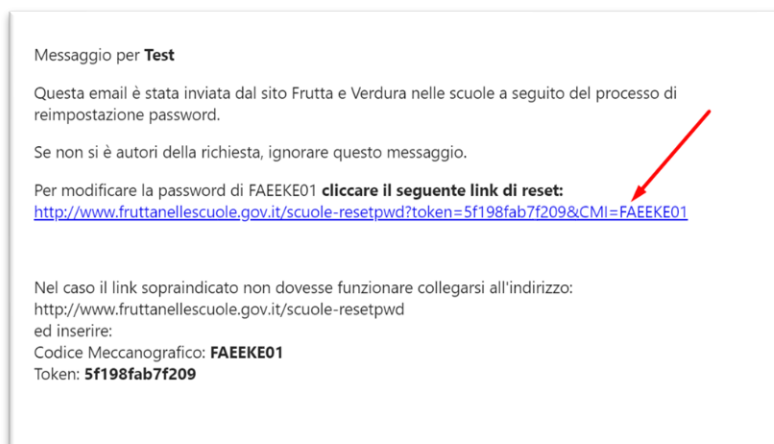 Messaggio per Test
Questa email è stata inviata dal sito Frutta e Verdura nelle scuole a seguito del processo di
reimpostazione password.
Se non si è autori della richiesta, ignorare questo messaggio.
Per modificare la password di FAEEKE01 cliccare il seguente link di reset:
http://www.fruttanellescuole.gov.it/scuole-resetpwd?token=5f198fab7f209&CMI=FAEEKE01
Nel caso il link sopraindicato non dovesse funzionare collegarsi all'indirizzo:
http://www.fruttanellescuole.gov.it/scuole-resetpwd
ed inserire:
Codice Meccanografico: FAEEKE01
Token: 5f198fab7f209